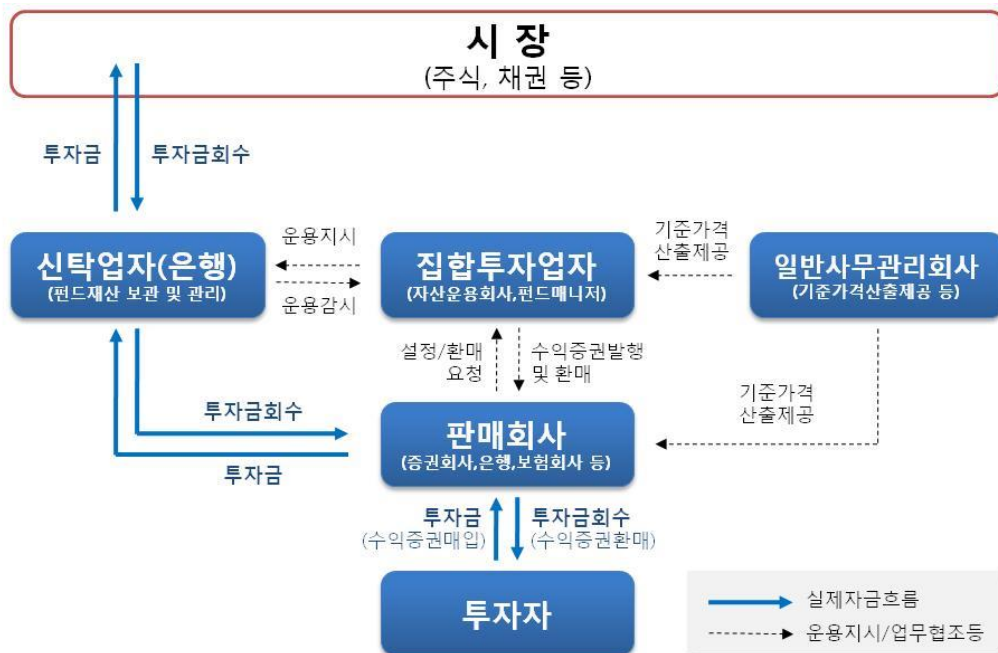 시 장
(주식, 채권 등)
투자금
투자금회수
신탁업자(은행)
(펀드재산 보관 및 관리)
운용지시
운용감시
집합투자업자
(자산운용회사,펀드매니저)
기준가격
산출제공
일반사무관리회사
(기준가격산출제공 등)
설정/환매
요청
수익증권발행
및 환매
기준가격
산출제공
투자금회수
투자금
판매회사
(증권회사,은행,보험회사 등)
투자금
(수익증권매입)
투자금회수
(수익증권환매)
투자자
실제자금흐름
운용지시/업무협조등